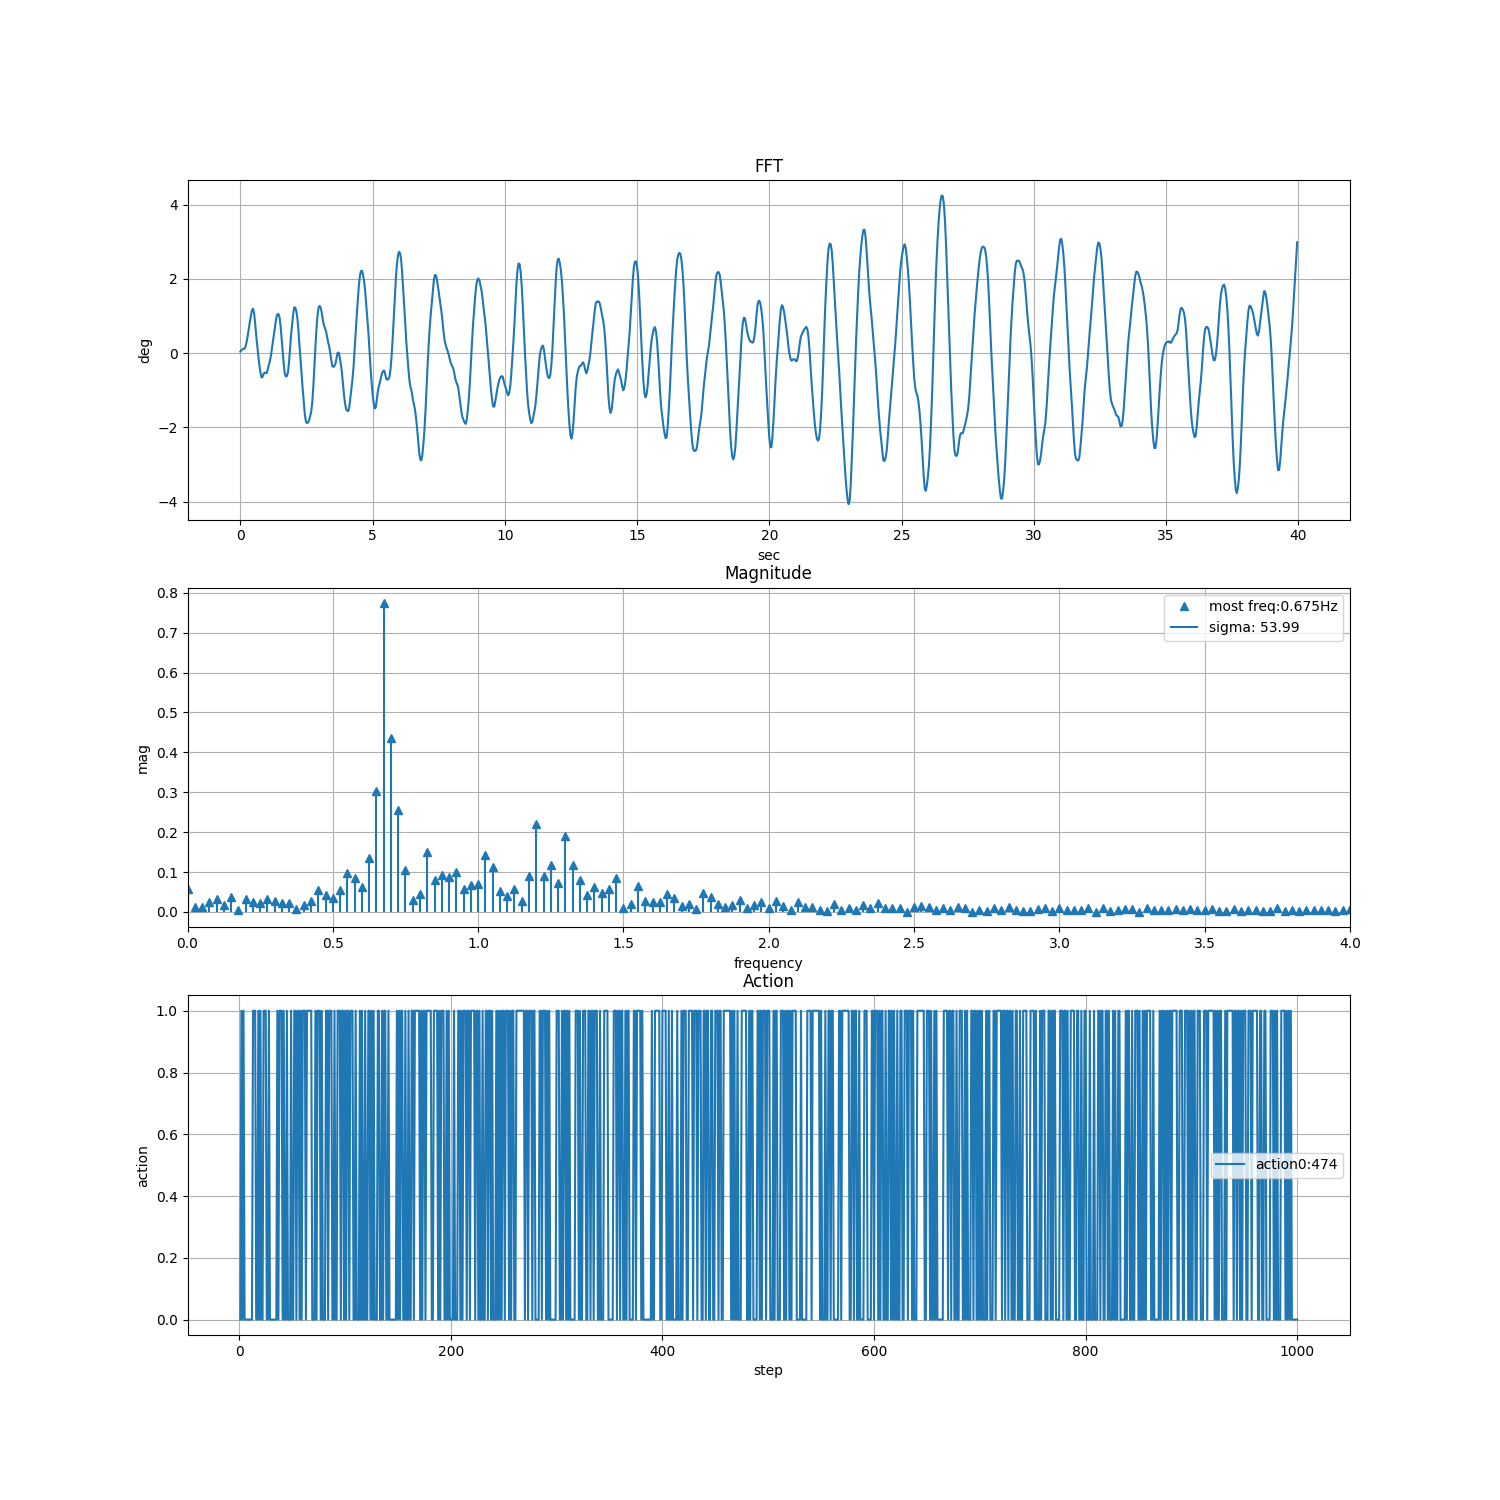 FFT
4
2
0
−2
−4
deg
0 5 10 15 20 25 30 35 40
sec
Magnitude
0.8
0.7
0.6
0.5
0.4
0.3
0.2
0.1
0.0
mag
most freq:0.675Hz
sigma: 53.99
0.0 0.5 1.0 1.5 2.0 2.5 3.0 3.5 4.0
frequency
Action
1.0
0.8
0.6
0.4
0.2
0.0
action
action0:474
0 200 400 600 800 1000
step